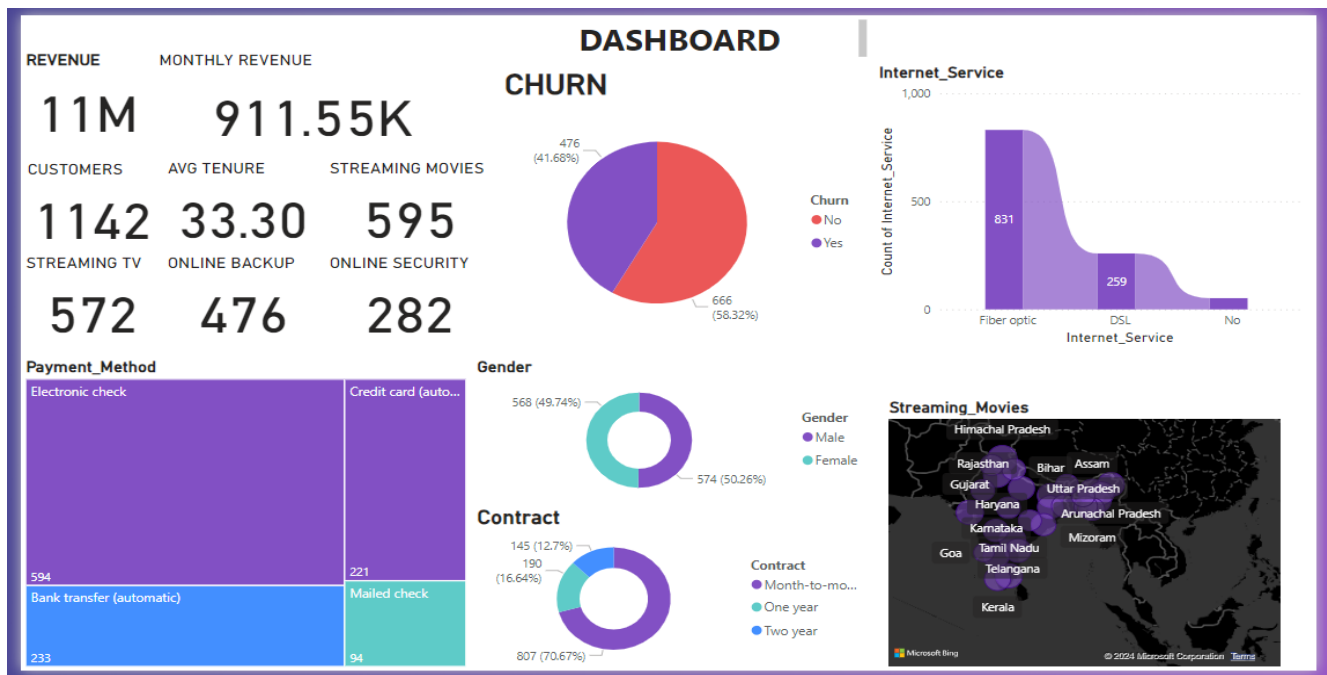 DASHBOARD
REVENUE
MONTHLY REVENUE
11M
911.55K
CUSTOMERS
AVG TENURE
STREAMING MOVIES
1142
33.30
595
STREAMING TV
ONLINE BACKUP
ONLINE SECURITY
572
476
282
CHURN
476
(41.68%)
666
(58.32%)
Churn
No
Yes
Internet_Service
1,000
500
0
Count of Internet_Service
831
259
Fiber optic
DSL
No
Internet_Service
Payment_Method
Electronic check
594
Credit card (auto...
221
Bank transfer (automatic)
233
Mailed check
94
Gender
568 (49.74%)
574 (50.26%)
Gender
Male
Female
Contract
145 (12.7%)
190
(16.64%)
807 (70.67%)
Contract
Month-to-mo...
One year
Two year
Streaming_Movies
Himachal Pradesh
Rajasthan
Bihar
Assam
Gujarat
Uttar Pradesh
Haryana
Arunachal Pradesh
Karnataka
Mizoram
Goa
Tamil Nadu
Telangana
Kerala
Microsoft Bing
© 2024 Microsoft Corporation Terms